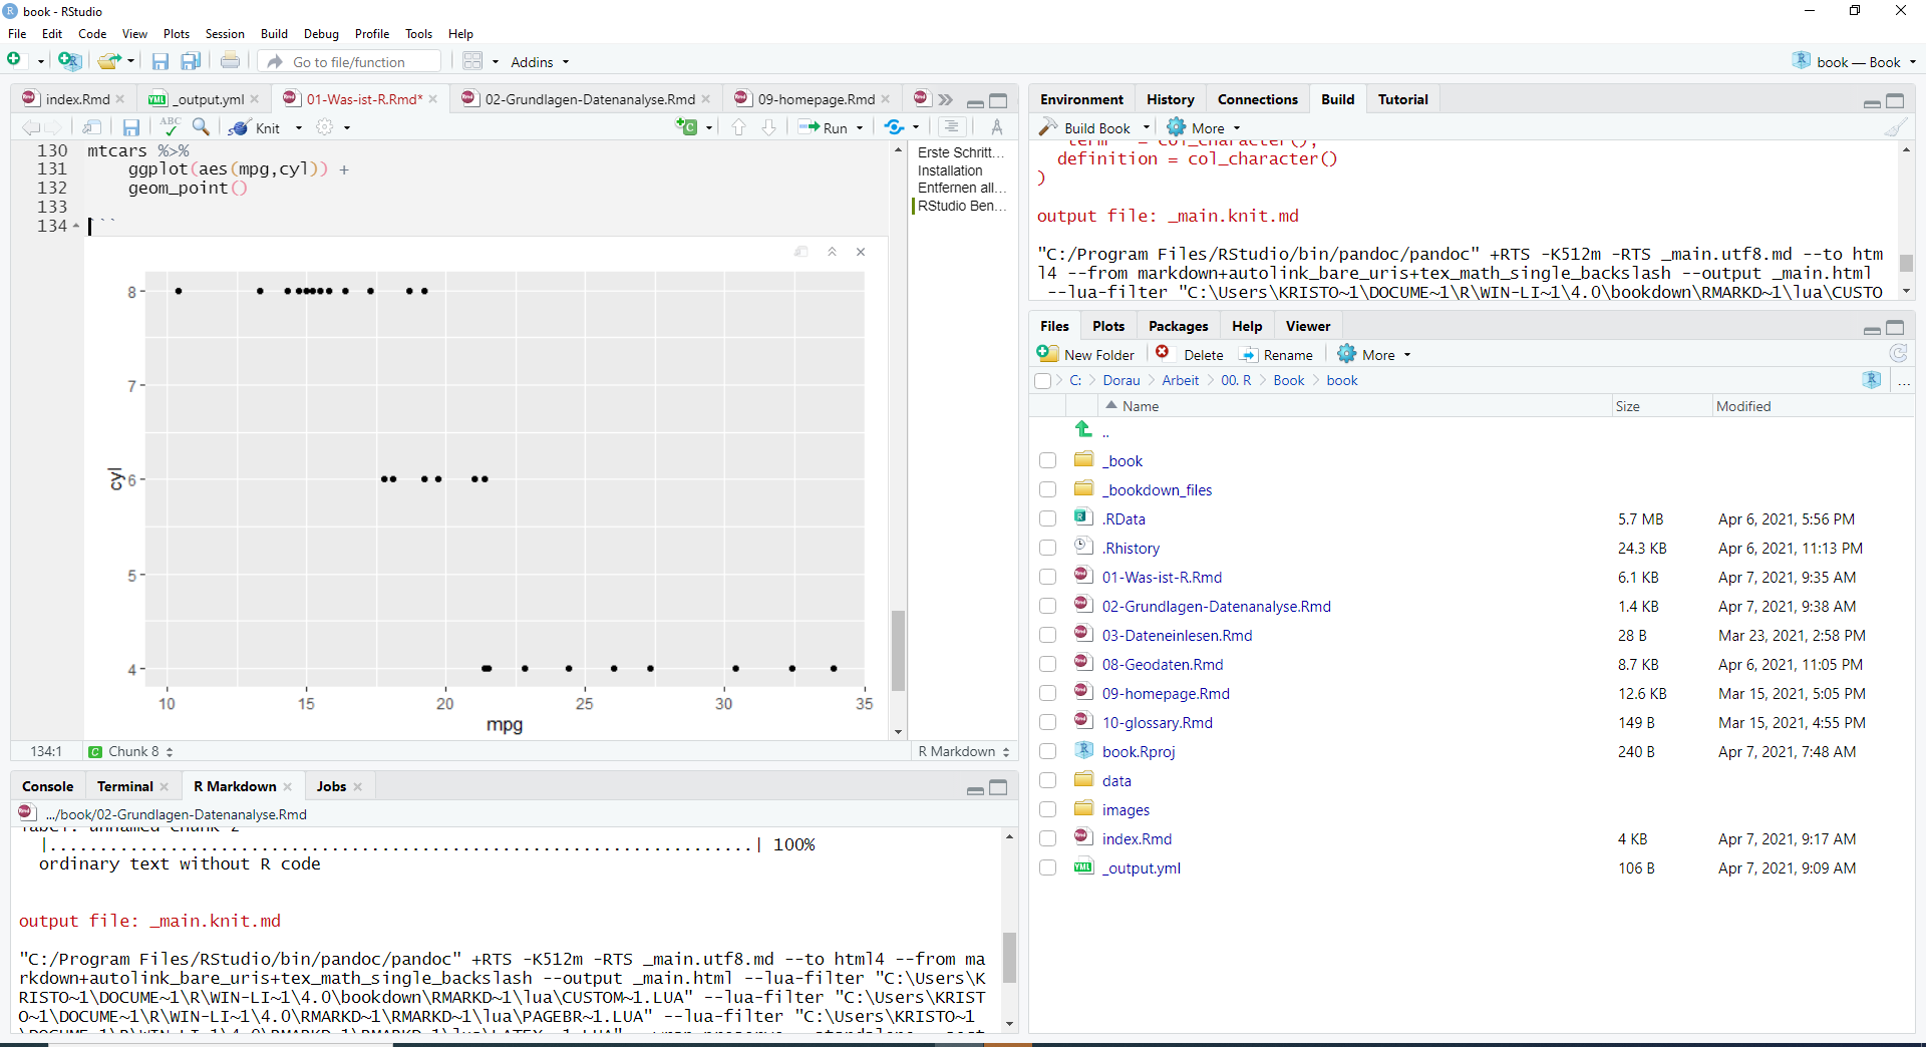 book - RStudio
File Edit Code View Plots Session Build Debug Profile Tools Help
Go to file/function Addins book — Book
index.Rmd _output.yml 01-Was-ist-R.Rmd* 02-Grundlagen-Datenanalyse.Rmd 09-homepage.Rmd
Knit Run
130 mtcars %>%
131 ggplot(aes(mpg,cyl)) +
132 geom_point()
133
134 ```
Erste Schritt...
Installation
Entfernen all...
RStudio Ben...
8
7
6
5
4
cyl
10 15 20 25 30 35
mpg
134:1 Chunk 8 R Markdown
Console Terminal R Markdown Jobs
.../book/02-Grundlagen-Datenanalyse.Rmd
label: unnamed-chunk-2
|......................................................................| 100%
ordinary text without R code
output file: _main.knit.md
"C:/Program Files/RStudio/bin/pandoc/pandoc" +RTS -K512m -RTS _main.utf8.md --to html4 --from ma
rkdown+autolink_bare_uris+tex_math_single_backslash --output _main.html --lua-filter "C:\Users\K
RISTO~1\DOCUME~1\R\WIN-LI~1\4.0\bookdown\RMARKD~1\lua\CUSTOM~1.LUA" --lua-filter "C:\Users\KRIST
O~1\DOCUME~1\R\WIN-LI~1\4.0\RMARKD~1\RMARKD~1\lua\PAGEBR~1.LUA" --lua-filter "C:\Users\KRISTO~1
Environment History Connections Build Tutorial
Build Book More
term = col_character(),
definition = col_character()
)
output file: _main.knit.md
"C:/Program Files/RStudio/bin/pandoc/pandoc" +RTS -K512m -RTS _main.utf8.md --to htm
l4 --from markdown+autolink_bare_uris+tex_math_single_backslash --output _main.html
--lua-filter "C:\Users\KRISTO~1\DOCUME~1\R\WIN-LI~1\4.0\bookdown\RMARKD~1\lua\CUSTO
Files Plots Packages Help Viewer
New Folder Delete Rename More
C: Dorau Arbeit 00. R Book book ...
Name Size Modified
..
_book
_bookdown_files
.RData 5.7 MB Apr 6, 2021, 5:56 PM
.Rhistory 24.3 KB Apr 6, 2021, 11:13 PM
01-Was-ist-R.Rmd 6.1 KB Apr 7, 2021, 9:35 AM
02-Grundlagen-Datenanalyse.Rmd 1.4 KB Apr 7, 2021, 9:38 AM
03-Dateneinlesen.Rmd 28 B Mar 23, 2021, 2:58 PM
08-Geodaten.Rmd 8.7 KB Apr 6, 2021, 11:05 PM
09-homepage.Rmd 12.6 KB Mar 15, 2021, 5:05 PM
10-glossary.Rmd 149 B Mar 15, 2021, 4:55 PM
book.Rproj 240 B Apr 7, 2021, 7:48 AM
data
images
index.Rmd 4 KB Apr 7, 2021, 9:17 AM
_output.yml 106 B Apr 7, 2021, 9:09 AM